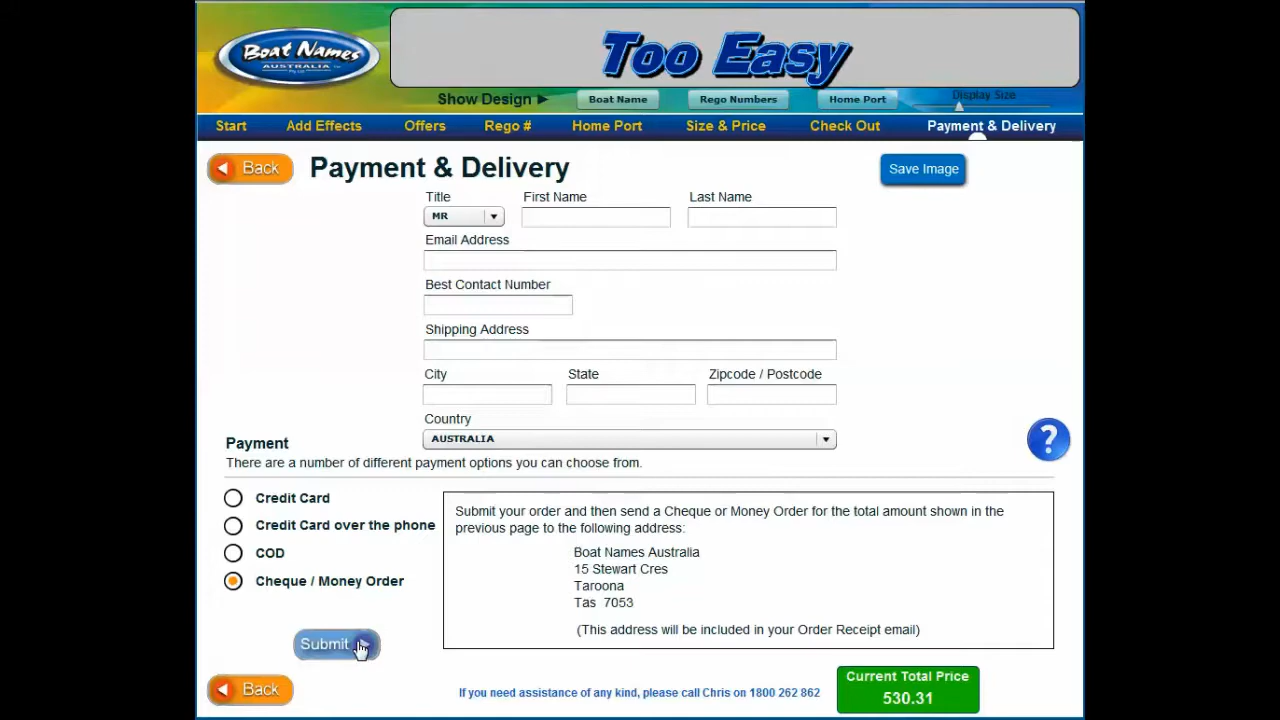 Boat Names
AUSTRALIA
Too Easy
Show Design
Boat Name
Rego Numbers
Home Port
Display Size
Start
Add Effects
Offers
Rego #
Home Port
Size & Price
Check Out
Payment & Delivery
Back
Payment & Delivery
Save Image
Title
First Name
Last Name
MR
Email Address
Best Contact Number
Shipping Address
City
State
Zipcode / Postcode
Country
AUSTRALIA
?
Payment
There are a number of different payment options you can choose from.
Credit Card
Credit Card over the phone
COD
Cheque / Money Order
Submit your order and then send a Cheque or Money Order for the total amount shown in the
previous page to the following address:
Boat Names Australia
15 Stewart Cres
Taroona
Tas 7053
(This address will be included in your Order Receipt email)
Submit
Back
If you need assistance of any kind, please call Chris on 1800 262 862
Current Total Price
530.31